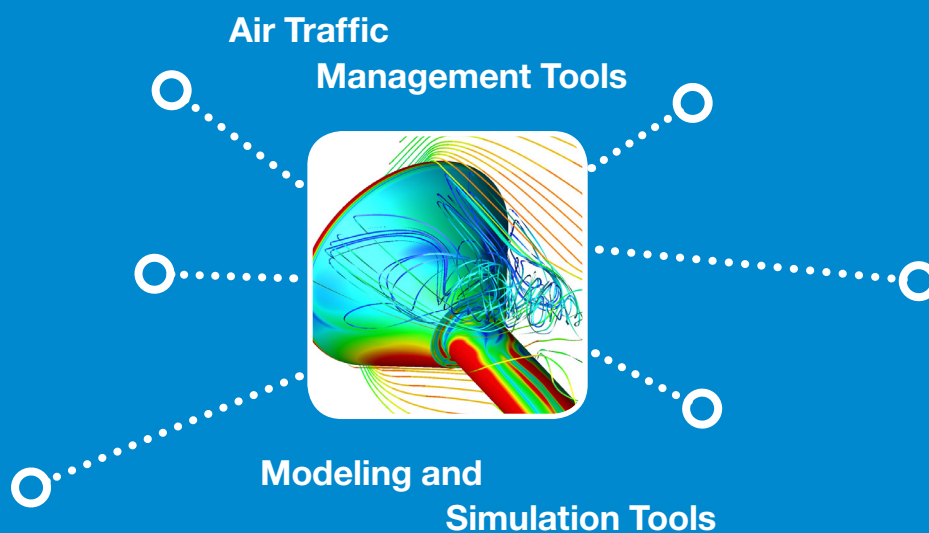 Air Traffic
Management Tools
Modeling and
Simulation Tools